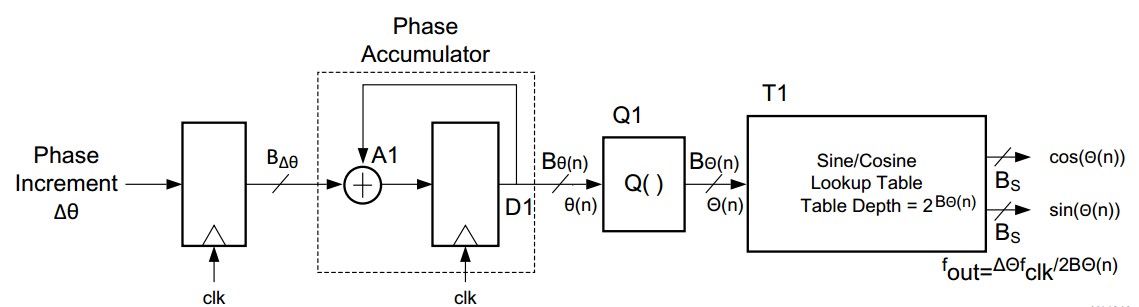 Phase
Accumulator
T1
Q1
Phase
Increment
Δθ
BΔθ
A1
Bθ(n)
θ(n)
D1
Q( )
BΘ(n)
Θ(n)
Sine/Cosine
Lookup Table
Table Depth = 2BΘ(n)
cos(Θ(n))
BS
sin(Θ(n))
BS
fout=ΔΘfclk/2BΘ(n)
clk
clk